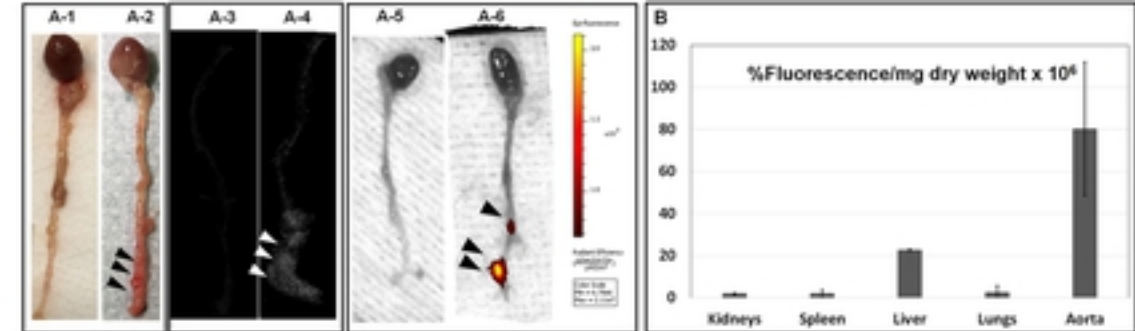 A-1
A-2
A-3
A-4
A-5
A-6
B
%Fluorescence/mg dry weight x 10⁶
120
100
80
60
40
20
0
Kidneys
Spleen
Liver
Lungs
Aorta